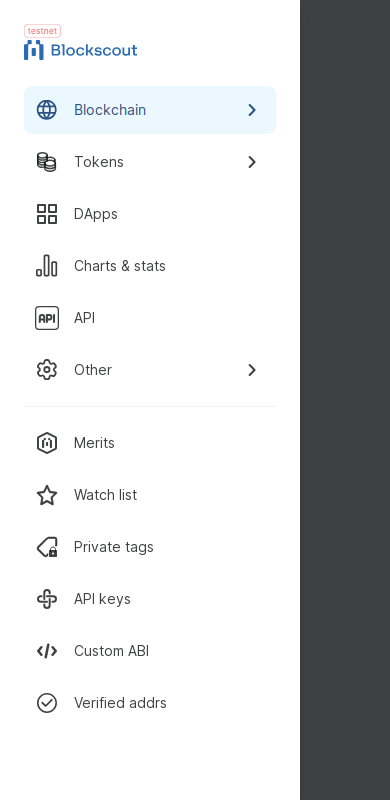 testnet
Blockscout
Blockchain
Tokens
DApps
Charts & stats
API
API
Other
Merits
Watch list
Private tags
API keys
Custom ABI
Verified addrs